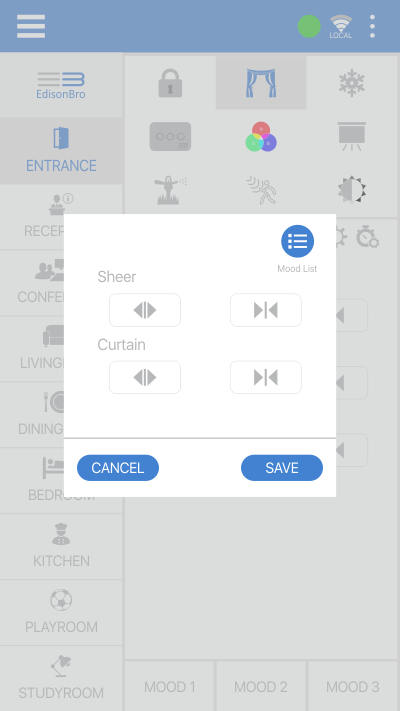 LOCAL
EdisonBro
ENTRANCE
RECEP
CONFE
LIVING
DINING
BEDROOM
KITCHEN
PLAYROOM
STUDYROOM
Mood List
Sheer
Curtain
CANCEL
SAVE
MOOD 1
MOOD 2
MOOD 3